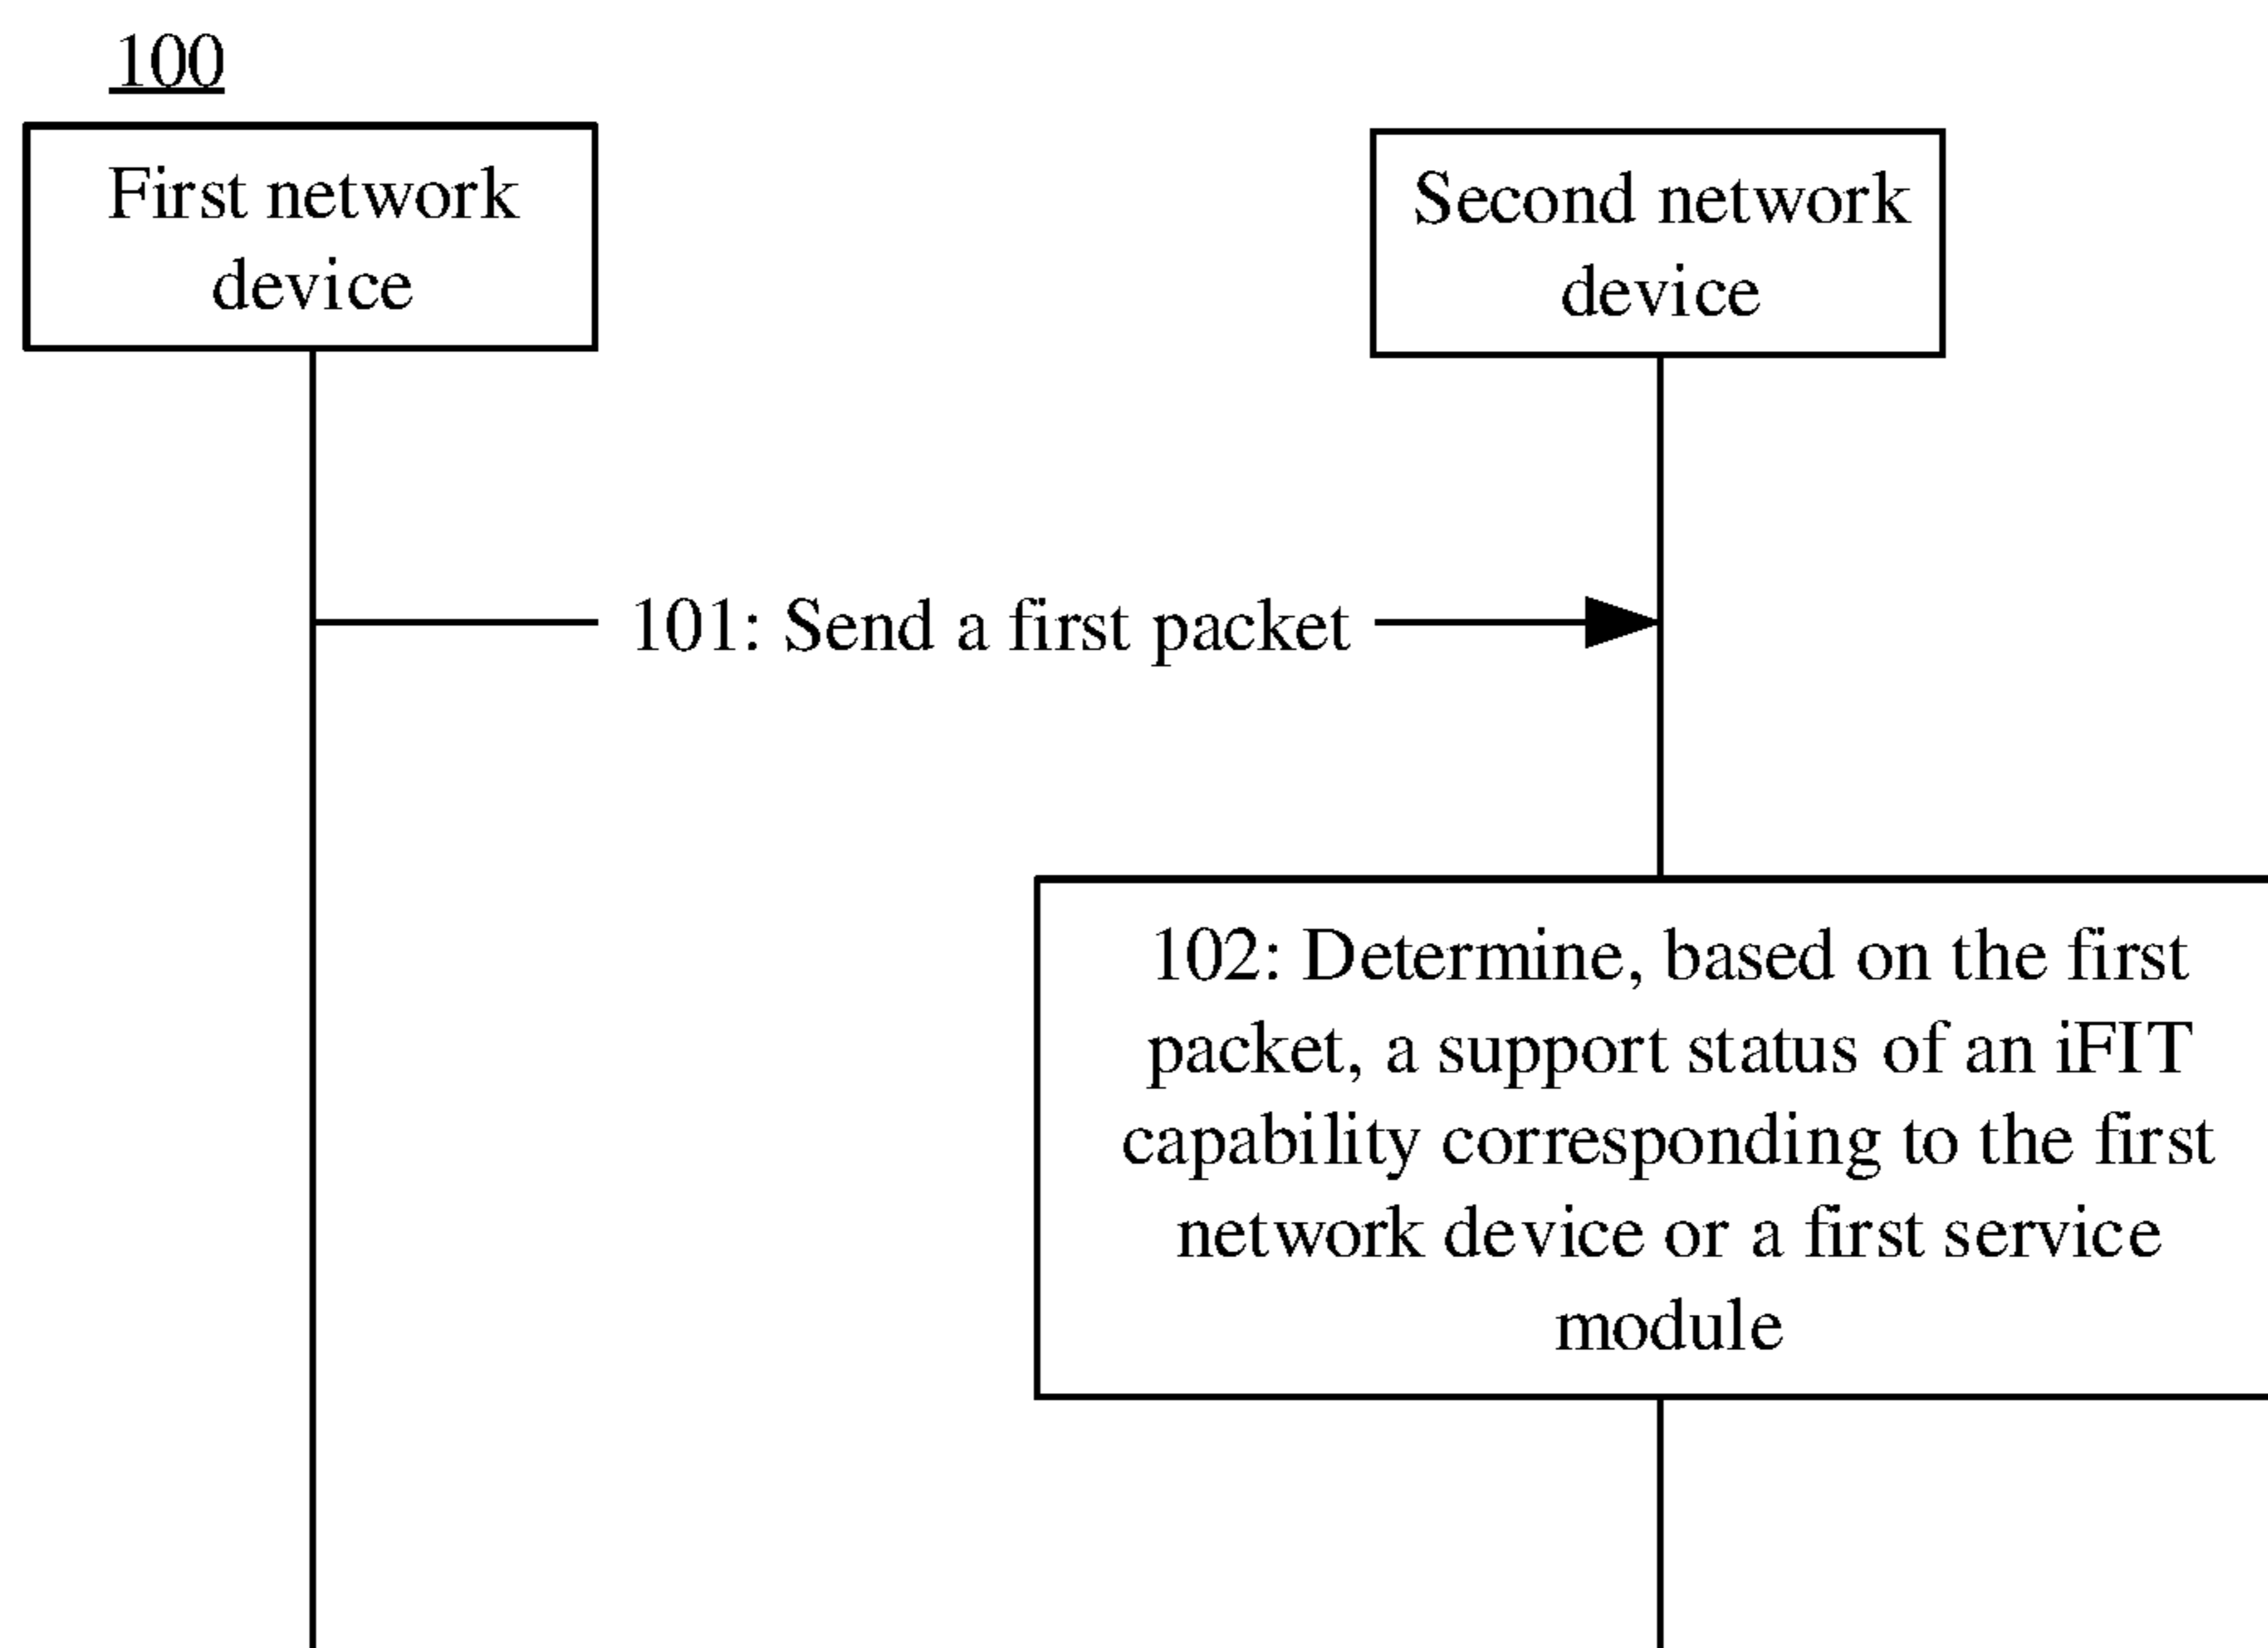 100
First network
device
Second network
device
101: Send a first packet
102: Determine, based on the first
packet, a support status of an iFIT
capability corresponding to the first
network device or a first service
module